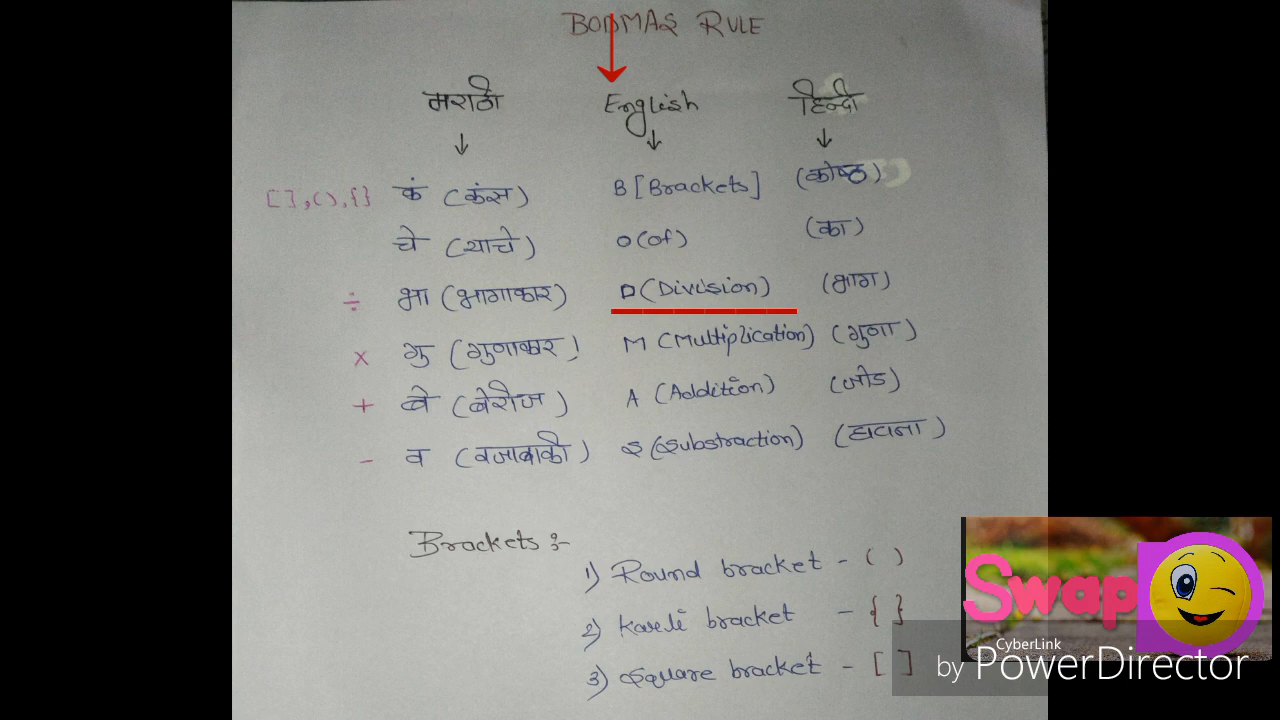 BODMAS RULE
मराठी English हिन्दी
[ ], ( ), { } कं (कंस) B [Brackets] (कोष्ठ)
चे (याचे) O (of) (का)
÷ भा (भागाकार) D (Division) (भाग)
× गु (गुणाकार) M (Multiplication) (गुणा)
+ बे (बेरीज) A (Addition) (जोड)
- व (वजाबाकी) S (Substraction) (घटना)
Brackets :-
1) Round bracket - ( )
2) Kareli bracket - { }
3) Square bracket - [ ]
Swap
CyberLink
by PowerDirector